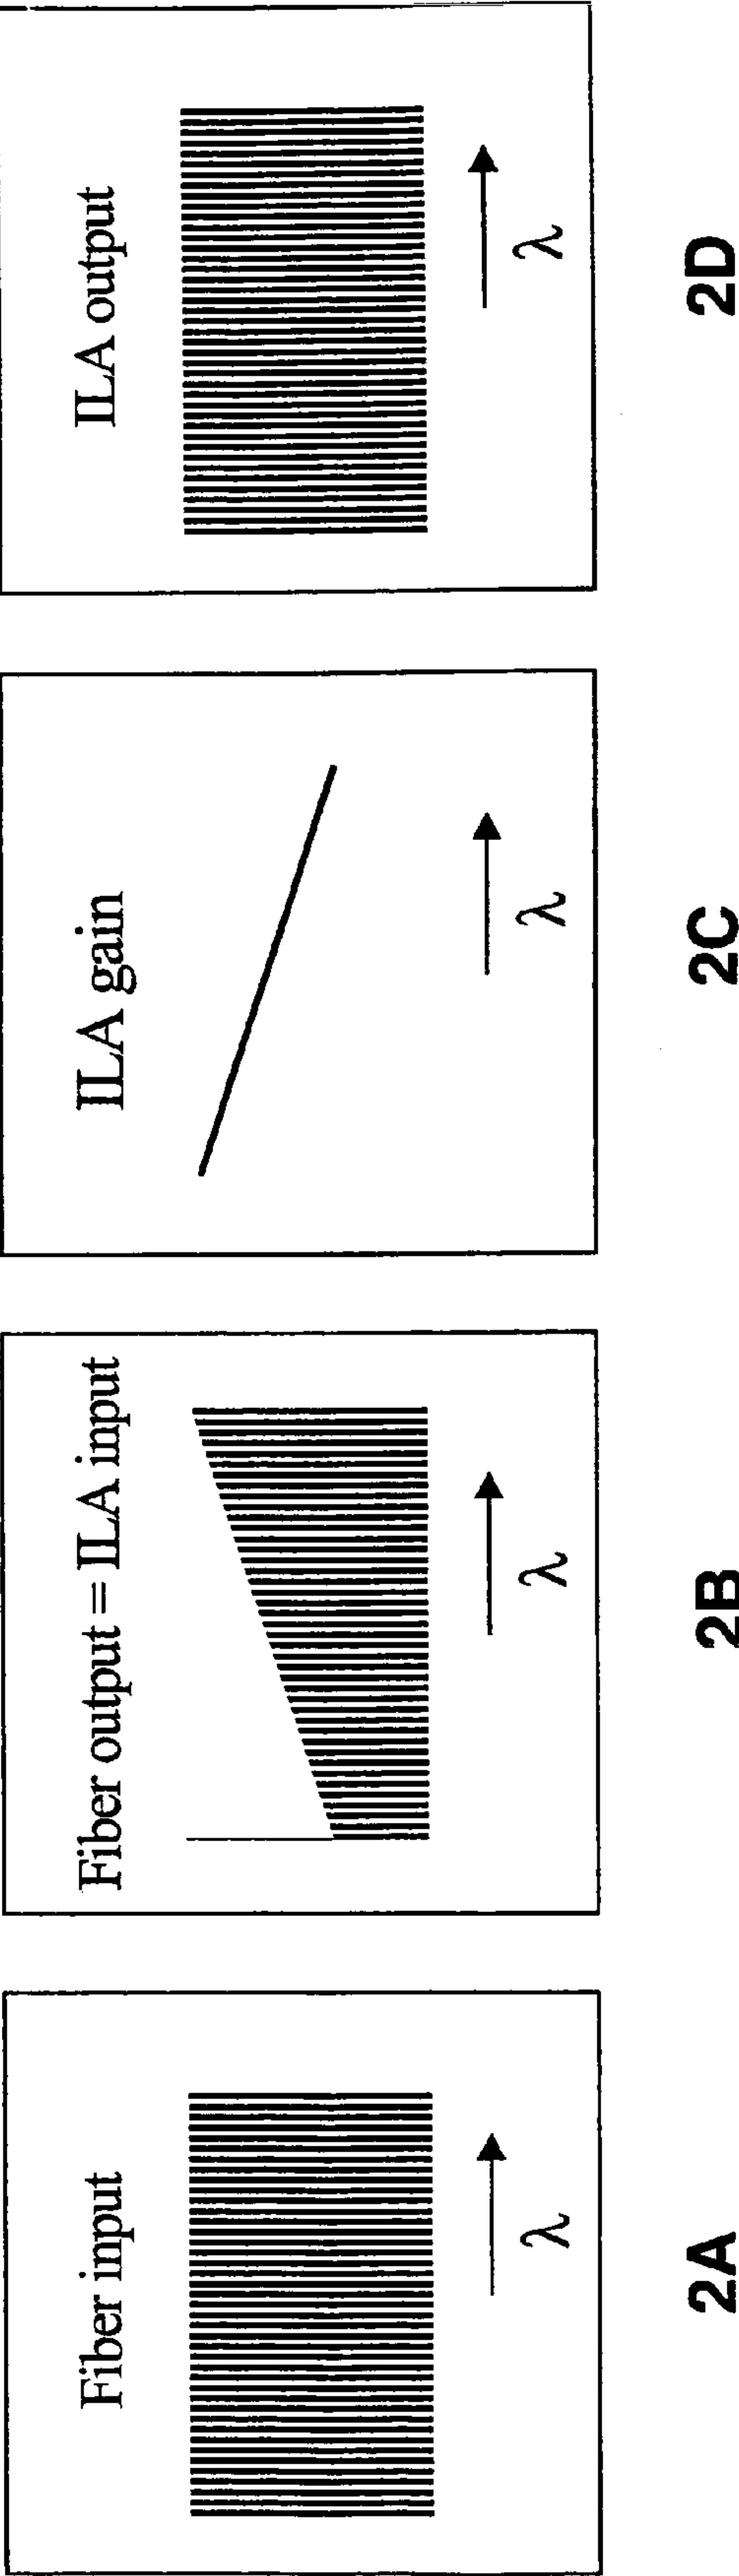 Fiber input
λ
2A
Fiber output = ILA input
λ
2B
ILA gain
λ
2C
ILA output
λ
2D